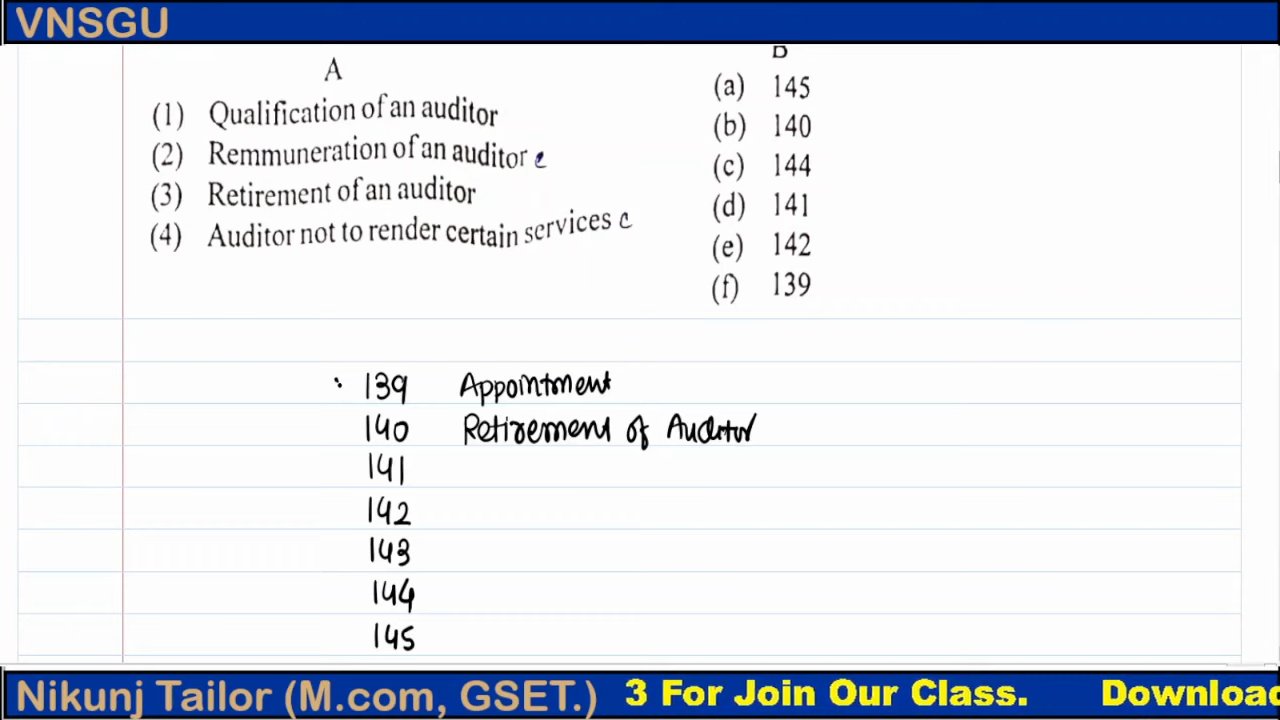 VNSGU
A B
(1) Qualification of an auditor (a) 145
(2) Remmuneration of an auditor e (b) 140
(3) Retirement of an auditor (c) 144
(4) Auditor not to render certain services c (d) 141
(e) 142
(f) 139
139 Appointment
140 Retirement of Auditor
141
142
143
144
145
Nikunj Tailor (M.com, GSET.) 3 For Join Our Class. Download